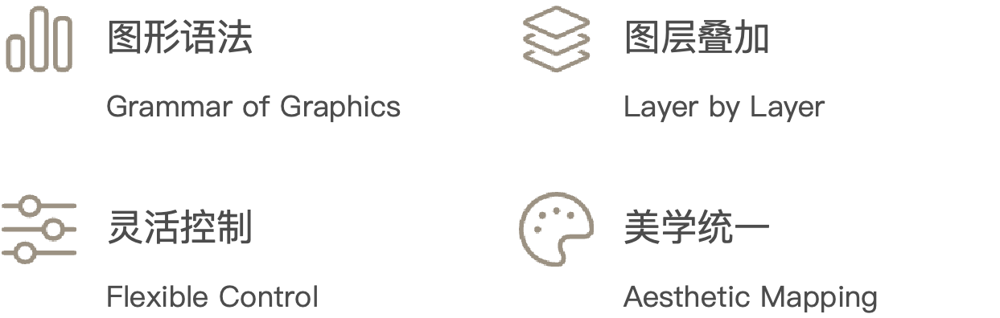 图形语法
Grammar of Graphics
图层叠加
Layer by Layer
灵活控制
Flexible Control
美学统一
Aesthetic Mapping